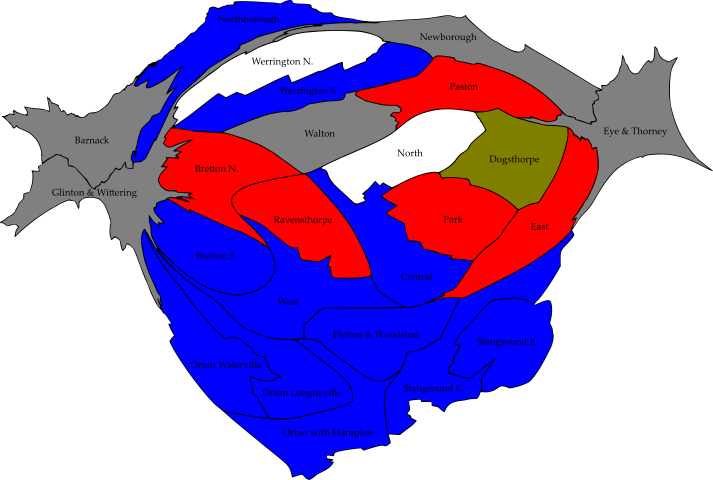 Northborough
Newborough
Werrington N.
Paston
Werrington S.
Barnack
Walton
Eye & Thorney
North
Dogsthorpe
Bretton N.
Glinton & Wittering
Ravensthorpe
Park
East
Bretton S.
Central
West
Fletton & Woodston
Stanground E.
Orton Waterville
Orton Longueville
Stanground C.
Orton with Hampton